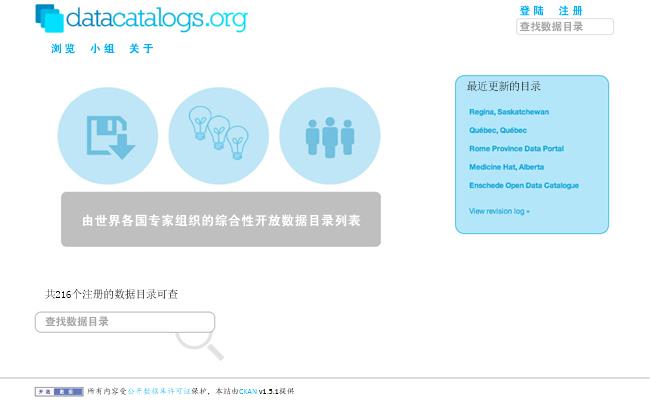 datacatalogs.org
登陆 注册
查找数据目录
浏览 小组 关于
最近更新的目录
Regina, Saskatchewan
Québec, Québec
Rome Province Data Portal
Medicine Hat, Alberta
Enschede Open Data Catalogue
View revision log »
由世界各国专家组织的综合性开放数据目录列表
共216个注册的数据目录可查
查找数据目录
所有内容受公开数据库许可证保护，本站由CKAN v1.5.1提供